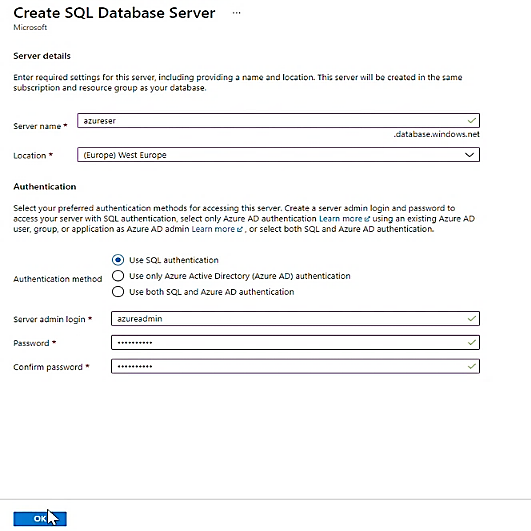 Create SQL Database Server ...
Microsoft
Server details
Enter required settings for this server, including providing a name and location. This server will be created in the same
subscription and resource group as your database.
Server name * azureser
.database.windows.net
Location * (Europe) West Europe
Authentication
Select your preferred authentication methods for accessing this server. Create a server admin login and password to
access your server with SQL authentication, select only Azure AD authentication Learn more using an existing Azure AD
user, group, or application as Azure AD admin Learn more , or select both SQL and Azure AD authentication.
Use SQL authentication
Authentication method Use only Azure Active Directory (Azure AD) authentication
Use both SQL and Azure AD authentication
Server admin login * azureadmin
Password * ••••••••••
Confirm password * ••••••••••
OK